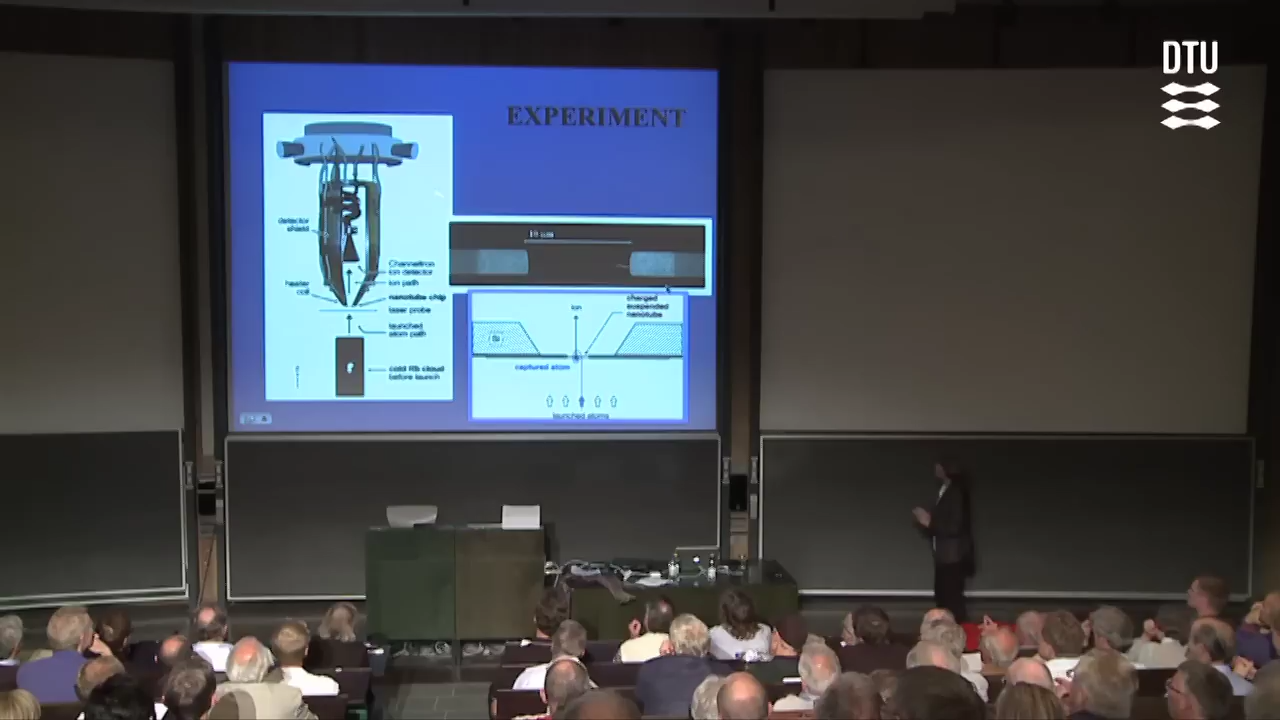 DTU
EXPERIMENT
detector
shield
Channeltron
ion detector
ion path
heater
coil
nanotube chip
laser probe
launched
atom path
cold Rb cloud
before launch
charged
suspended
nanotube
ion
captured atom
launched atoms